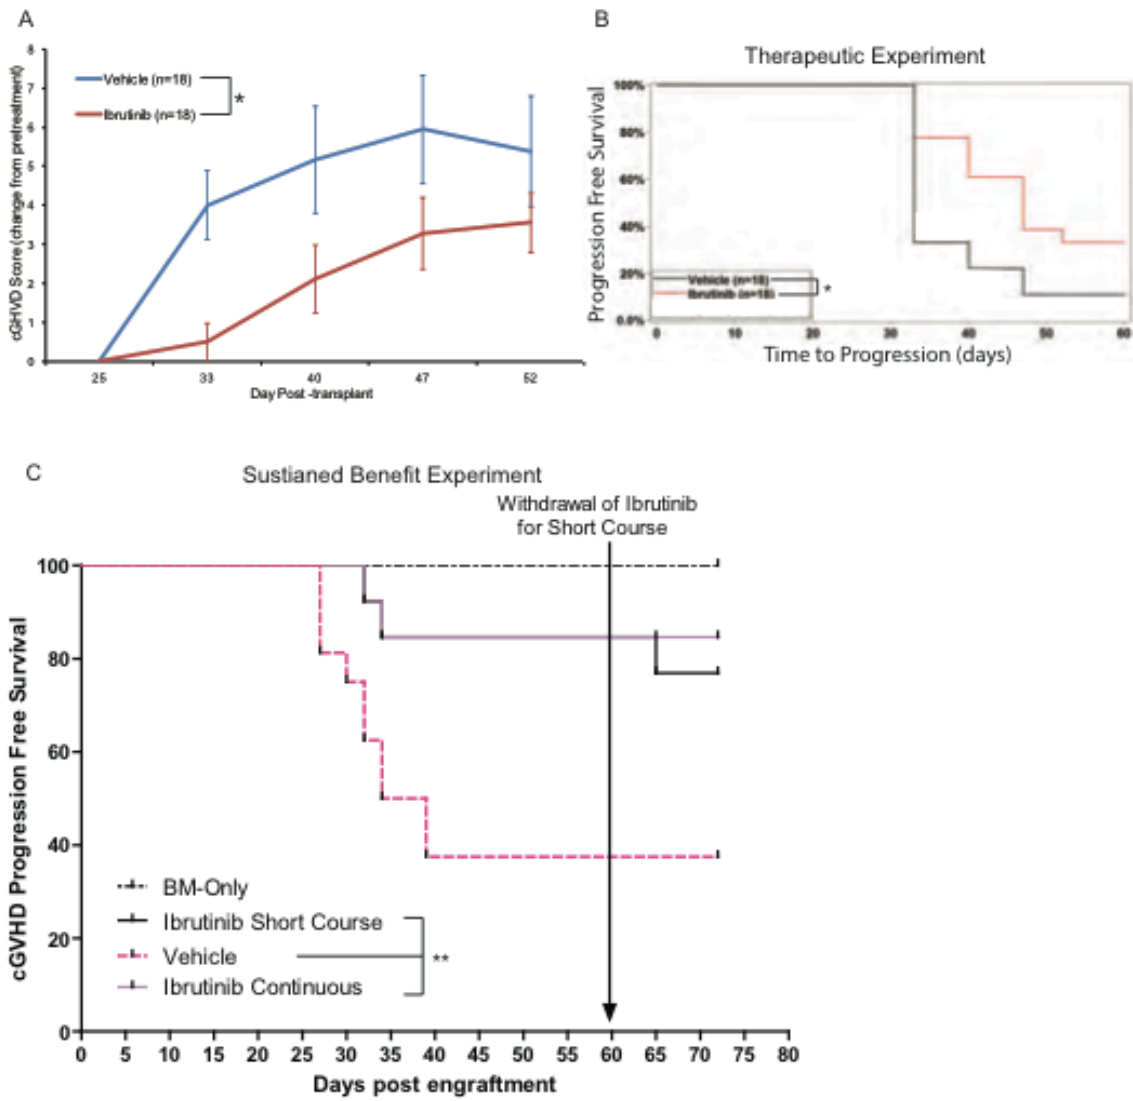 A
8
7
6
5
4
3
2
1
0
cGHVD Score (change from pretreatment)
Vehicle (n=18)
Ibrutinib (n=18)
*
25 33 40 47 52
Day Post -transplant
B
Therapeutic Experiment
Progression Free Survival
100%
80%
60%
40%
20%
0.0%
Vehicle (n=18)
Ibrutinib (n=18)
*
0 10 20 30 40 50 60
Time to Progression (days)
C
Sustianed Benefit Experiment
Withdrawal of Ibrutinib
for Short Course
cGVHD Progression Free Survival
100
80
60
40
20
0
BM-Only
Ibrutinib Short Course
Vehicle
Ibrutinib Continuous
**
0 5 10 15 20 25 30 35 40 45 50 55 60 65 70 75 80
Days post engraftment